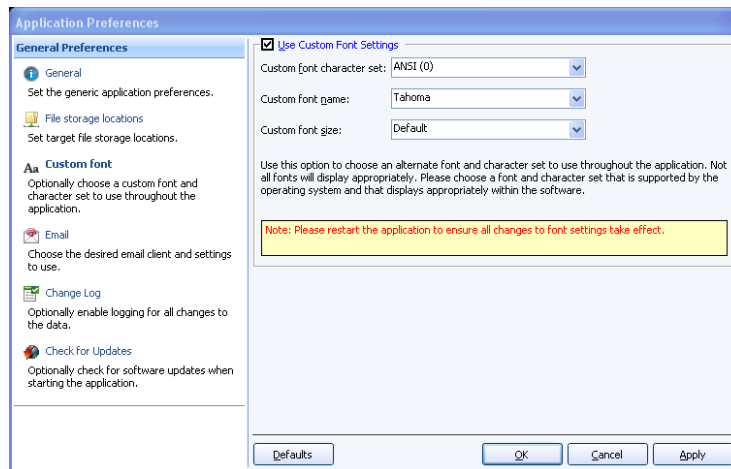 Application Preferences
General Preferences
General
Set the generic application preferences.
File storage locations
Set target file storage locations.
Aa Custom font
Optionally choose a custom font and
character set to use throughout the
application.
Email
Choose the desired email client and settings
to use.
Change Log
Optionally enable logging for all changes to
the data.
Check for Updates
Optionally check for software updates when
starting the application.
Use Custom Font Settings
Custom font character set: ANSI (0)
Custom font name: Tahoma
Custom font size: Default
Use this option to choose an alternate font and character set to use throughout the application. Not
all fonts will display appropriately. Please choose a font and character set that is supported by the
operating system and that displays appropriately within the software.
Note: Please restart the application to ensure all changes to font settings take effect.
Defaults OK Cancel Apply